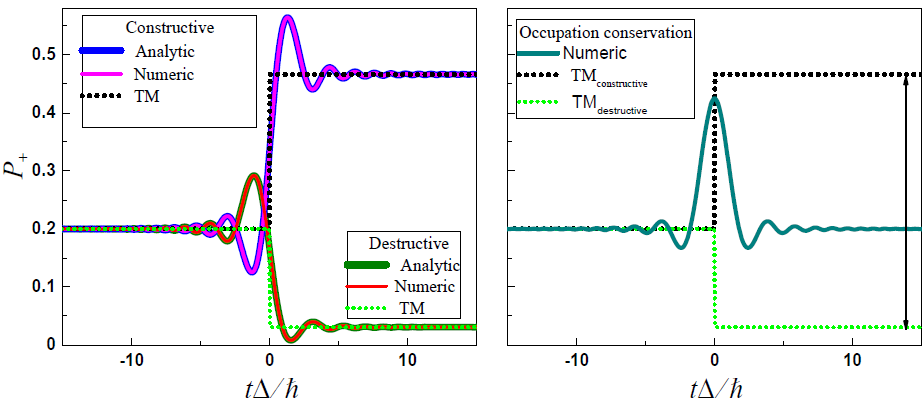 Constructive
Analytic
Numeric
TM
Destructive
Analytic
Numeric
TM
P+
0.5
0.4
0.3
0.2
0.1
0
-10
0
10
tΔ/ħ
Occupation conservation
Numeric
TMconstructive
TMdestructive
-10
0
10
tΔ/ħ